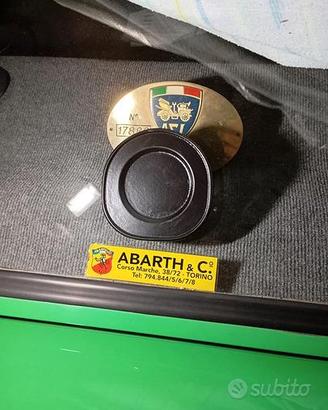 N°
178
ASI
ABARTH & C.º
Corso Marche, 38/72 - TORINO
Tel: 794.844/5/6/7/8
subito